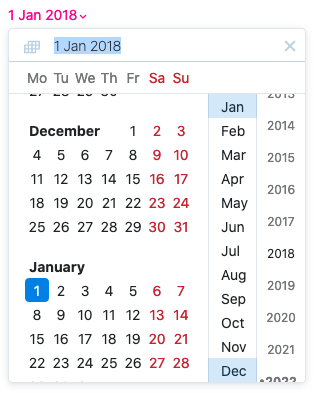 1 Jan 2018
1 Jan 2018
Mo Tu We Th Fr Sa Su
27 28 29 30
December 1 2 3
4 5 6 7 8 9 10
11 12 13 14 15 16 17
18 19 20 21 22 23 24
25 26 27 28 29 30 31
January
1 2 3 4 5 6 7
8 9 10 11 12 13 14
15 16 17 18 19 20 21
22 23 24 25 26 27 28
Jan
Feb
Mar
Apr
May
Jun
Jul
Aug
Sep
Oct
Nov
Dec
2013
2014
2015
2016
2017
2018
2019
2020
2021
•2022